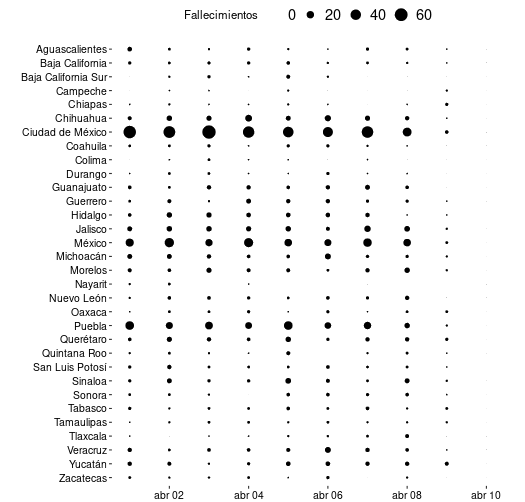 Fallecimientos 0 20 40 60
Aguascalientes
Baja California
Baja California Sur
Campeche
Chiapas
Chihuahua
Ciudad de México
Coahuila
Colima
Durango
Guanajuato
Guerrero
Hidalgo
Jalisco
México
Michoacán
Morelos
Nayarit
Nuevo León
Oaxaca
Puebla
Querétaro
Quintana Roo
San Luis Potosí
Sinaloa
Sonora
Tabasco
Tamaulipas
Tlaxcala
Veracruz
Yucatán
Zacatecas
abr 02 abr 04 abr 06 abr 08 abr 10